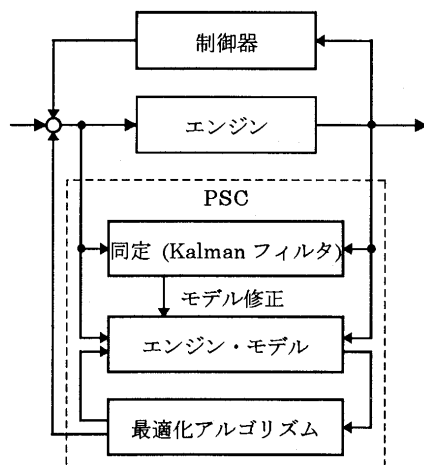 制御器
エンジン
PSC
同定 (Kalman フィルタ)
モデル修正
エンジン・モデル
最適化アルゴリズム